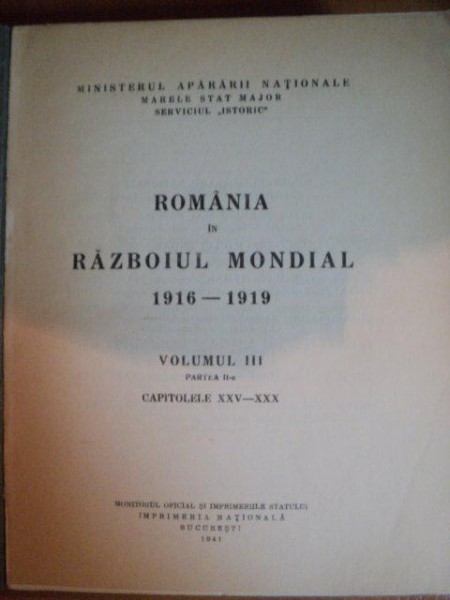 MINISTERUL APĂRĂRII NAȚIONALE
MARELE STAT MAJOR
SERVICIUL „ISTORIC"
ROMÂNIA
ÎN
RĂZBOIUL MONDIAL
1916 — 1919
VOLUMUL III
PARTEA II-a
CAPITOLELE XXV—XXX
MONITORUL OFICIAL ȘI IMPRIMERIILE STATULUI
IMPRIMERIA NAȚIONALĂ
BUCUREȘTI
1941